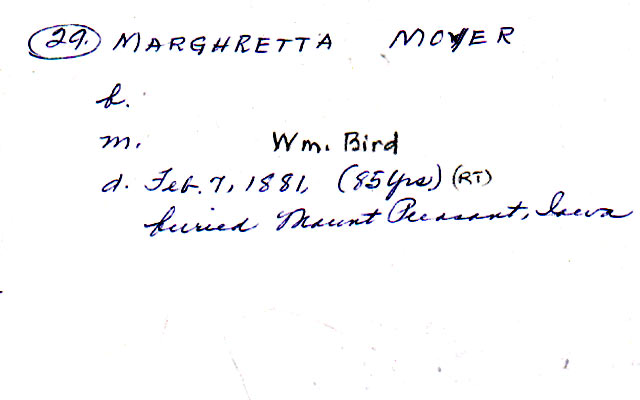 29. MARGHRETTA MOYER
b.
m. Wm. Bird
d. Feb. 7, 1881, (85 yrs) (RT)
buried Mount Pleasant, Iowa